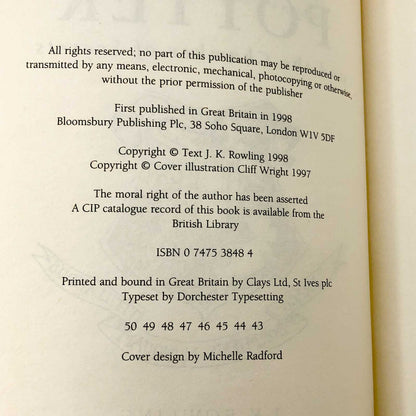 POTTER
All rights reserved; no part of this publication may be reproduced or
transmitted by any means, electronic, mechanical, photocopying or otherwise,
without the prior permission of the publisher
First published in Great Britain in 1998
Bloomsbury Publishing Plc, 38 Soho Square, London W1V 5DF
Copyright © Text J. K. Rowling 1998
Copyright © Cover illustration Cliff Wright 1997
The moral right of the author has been asserted
A CIP catalogue record of this book is available from the
British Library
ISBN 0 7475 3848 4
Printed and bound in Great Britain by Clays Ltd, St Ives plc
Typeset by Dorchester Typesetting
50 49 48 47 46 45 44 43
Cover design by Michelle Radford